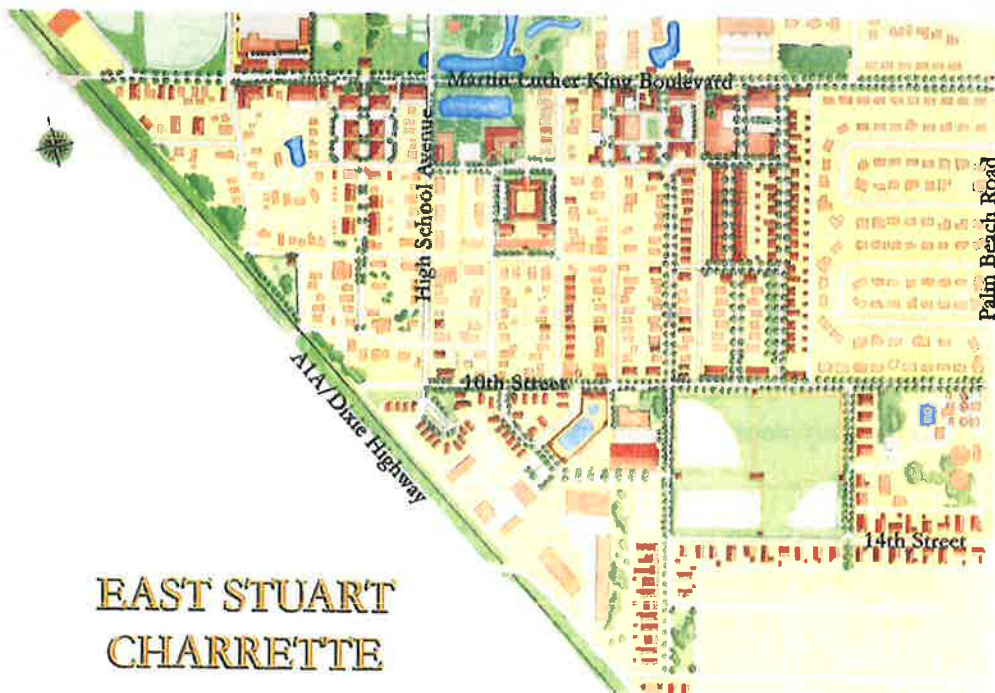 Martin Luther King Boulevard
High School Avenue
Palm Beach Road
10th Street
A1A/Dixie Highway
14th Street
EAST STUART
CHARRETTE